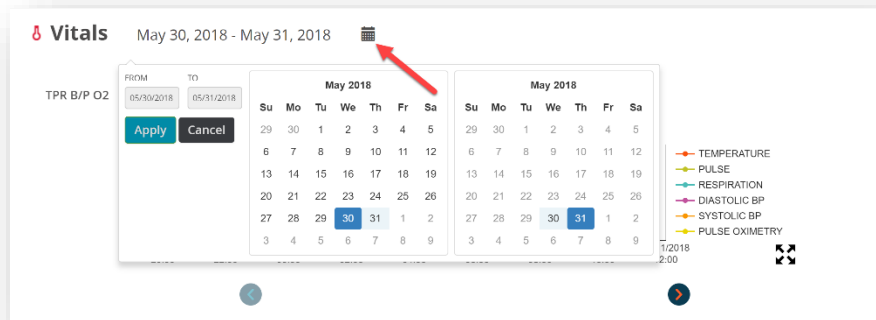 Vitals May 30, 2018 - May 31, 2018
TPR B/P O2
FROM TO
05/30/2018 05/31/2018
Apply Cancel
May 2018
Su Mo Tu We Th Fr Sa
29 30 1 2 3 4 5
6 7 8 9 10 11 12
13 14 15 16 17 18 19
20 21 22 23 24 25 26
27 28 29 30 31 1 2
3 4 5 6 7 8 9
May 2018
Su Mo Tu We Th Fr Sa
29 30 1 2 3 4 5
6 7 8 9 10 11 12
13 14 15 16 17 18 19
20 21 22 23 24 25 26
27 28 29 30 31 1 2
3 4 5 6 7 8 9
TEMPERATURE
PULSE
RESPIRATION
DIASTOLIC BP
SYSTOLIC BP
PULSE OXIMETRY
1/2018
2:00